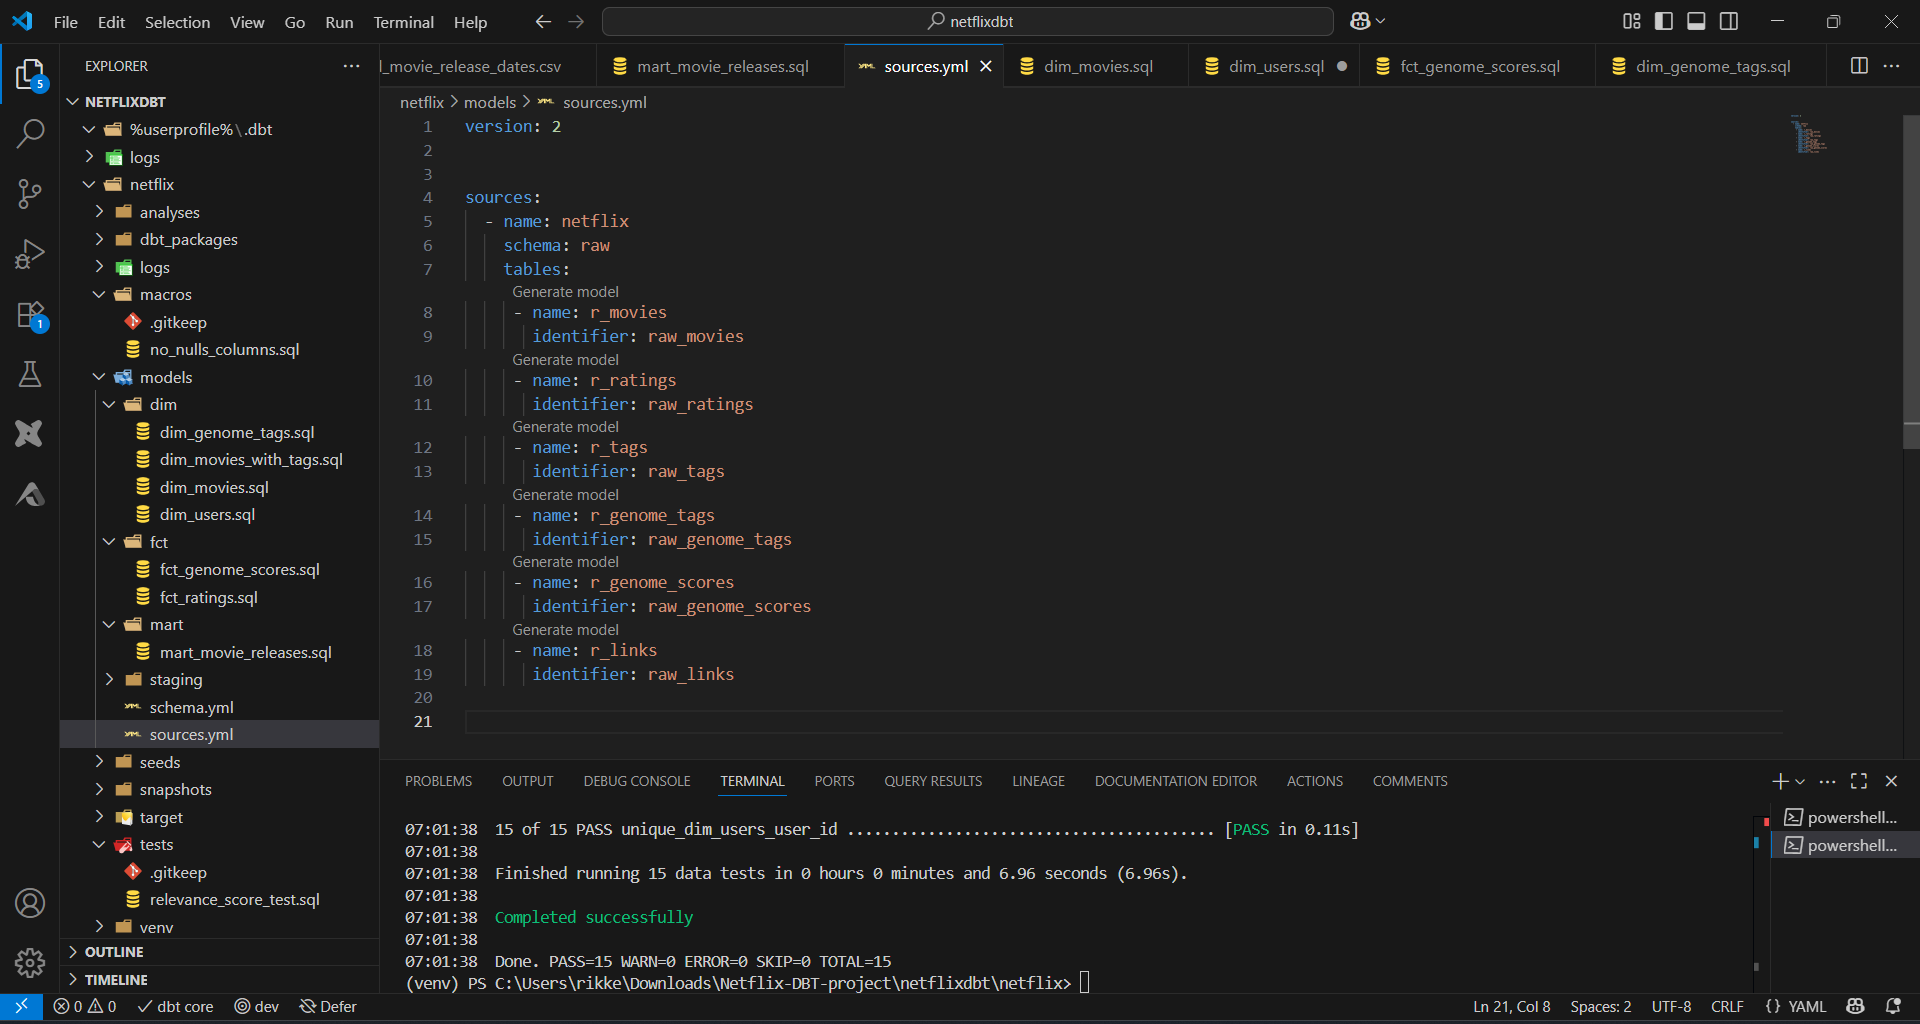 File Edit Selection View Go Run Terminal Help
netflixdbt
EXPLORER
l_movie_release_dates.csv
mart_movie_releases.sql
sources.yml
dim_movies.sql
dim_users.sql
fct_genome_scores.sql
dim_genome_tags.sql
5
1
NETFLIXDBT
%userprofile%\.dbt
logs
netflix
analyses
dbt_packages
logs
macros
.gitkeep
no_nulls_columns.sql
models
dim
dim_genome_tags.sql
dim_movies_with_tags.sql
dim_movies.sql
dim_users.sql
fct
fct_genome_scores.sql
fct_ratings.sql
mart
mart_movie_releases.sql
staging
schema.yml
sources.yml
seeds
snapshots
target
tests
.gitkeep
relevance_score_test.sql
venv
OUTLINE
TIMELINE
netflix > models > sources.yml
1 version: 2
2
3
4 sources:
5 - name: netflix
6 schema: raw
7 tables:
Generate model
8 - name: r_movies
9 identifier: raw_movies
Generate model
10 - name: r_ratings
11 identifier: raw_ratings
Generate model
12 - name: r_tags
13 identifier: raw_tags
Generate model
14 - name: r_genome_tags
15 identifier: raw_genome_tags
Generate model
16 - name: r_genome_scores
17 identifier: raw_genome_scores
Generate model
18 - name: r_links
19 identifier: raw_links
20
21
PROBLEMS OUTPUT DEBUG CONSOLE TERMINAL PORTS QUERY RESULTS LINEAGE DOCUMENTATION EDITOR ACTIONS COMMENTS
07:01:38 15 of 15 PASS unique_dim_users_user_id ......................................... [PASS in 0.11s]
07:01:38
07:01:38 Finished running 15 data tests in 0 hours 0 minutes and 6.96 seconds (6.96s).
07:01:38
07:01:38 Completed successfully
07:01:38
07:01:38 Done. PASS=15 WARN=0 ERROR=0 SKIP=0 TOTAL=15
(venv) PS C:\Users\rikke\Downloads\Netflix-DBT-project\netflixdbt\netflix>
powershell...
powershell...
0 0 dbt core dev Defer
Ln 21, Col 8 Spaces: 2 UTF-8 CRLF {} YAML